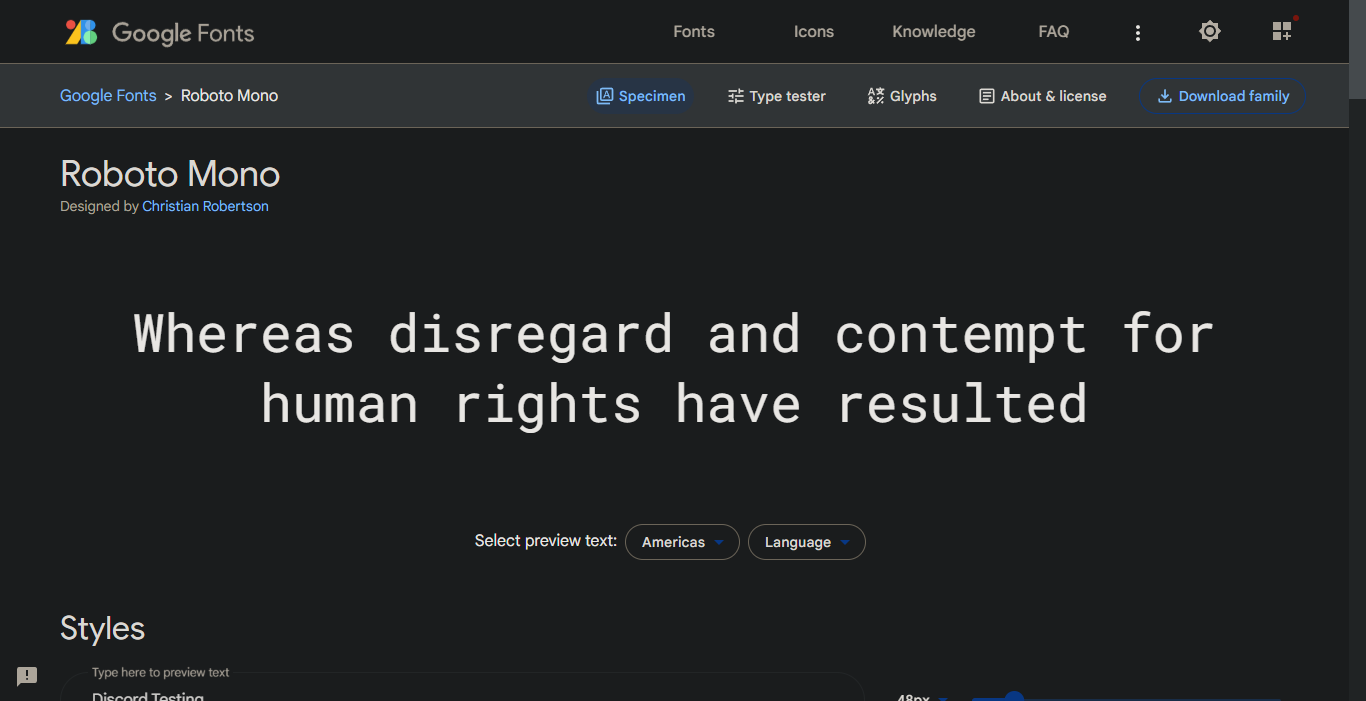 Google Fonts
Fonts
Icons
Knowledge
FAQ
Google Fonts > Roboto Mono
Specimen
Type tester
Glyphs
About & license
Download family
Roboto Mono
Designed by Christian Robertson
Whereas disregard and contempt for
human rights have resulted
Select preview text:
Americas
Language
Styles
Type here to preview text
Discord Testing
48px